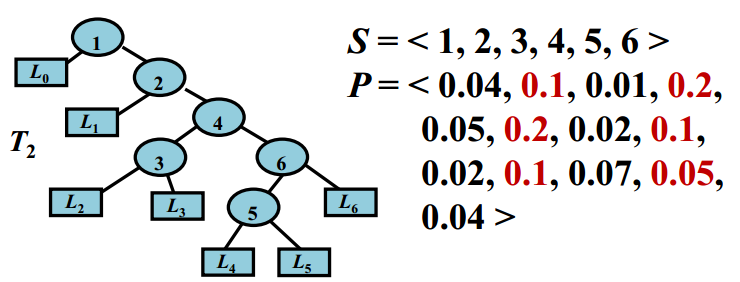 S = < 1, 2, 3, 4, 5, 6 >
P = < 0.04, 0.1, 0.01, 0.2,
0.05, 0.2, 0.02, 0.1,
0.02, 0.1, 0.07, 0.05,
0.04 >
T₂
1
L₀
2
L₁
4
3
6
L₂
L₃
5
L₆
L₄
L₅